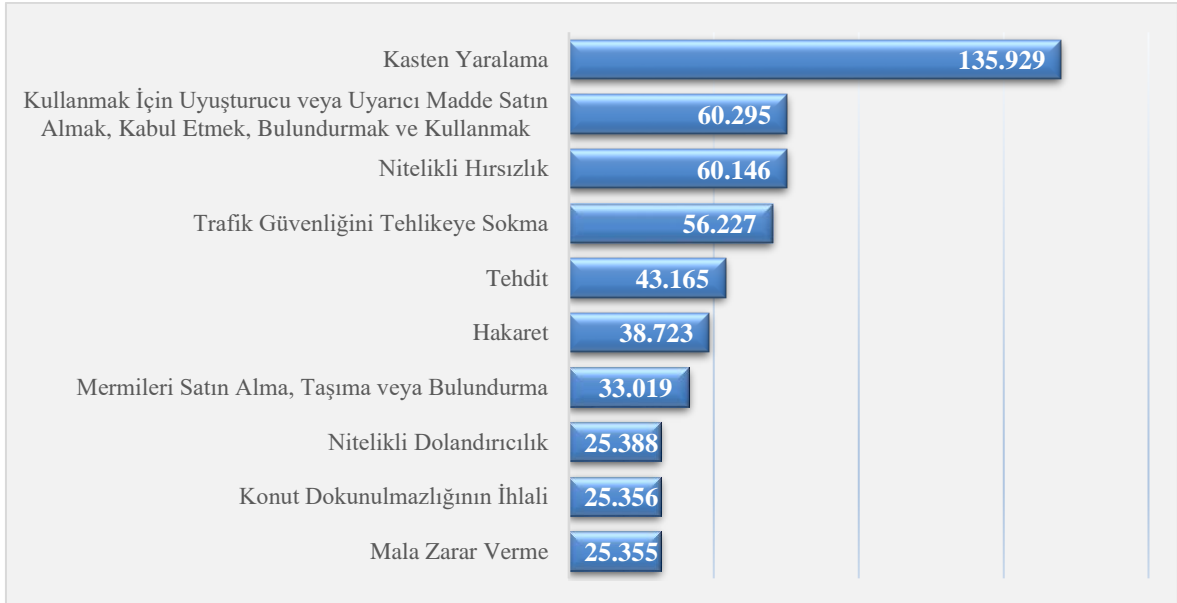 Kasten Yaralama
135.929
Kullanmak İçin Uyuşturucu veya Uyarıcı Madde Satın
Almak, Kabul Etmek, Bulundurmak ve Kullanmak
60.295
Nitelikli Hırsızlık
60.146
Trafik Güvenliğini Tehlikeye Sokma
56.227
Tehdit
43.165
Hakaret
38.723
Mermileri Satın Alma, Taşıma veya Bulundurma
33.019
Nitelikli Dolandırıcılık
25.388
Konut Dokunulmazlığının İhlali
25.356
Mala Zarar Verme
25.355